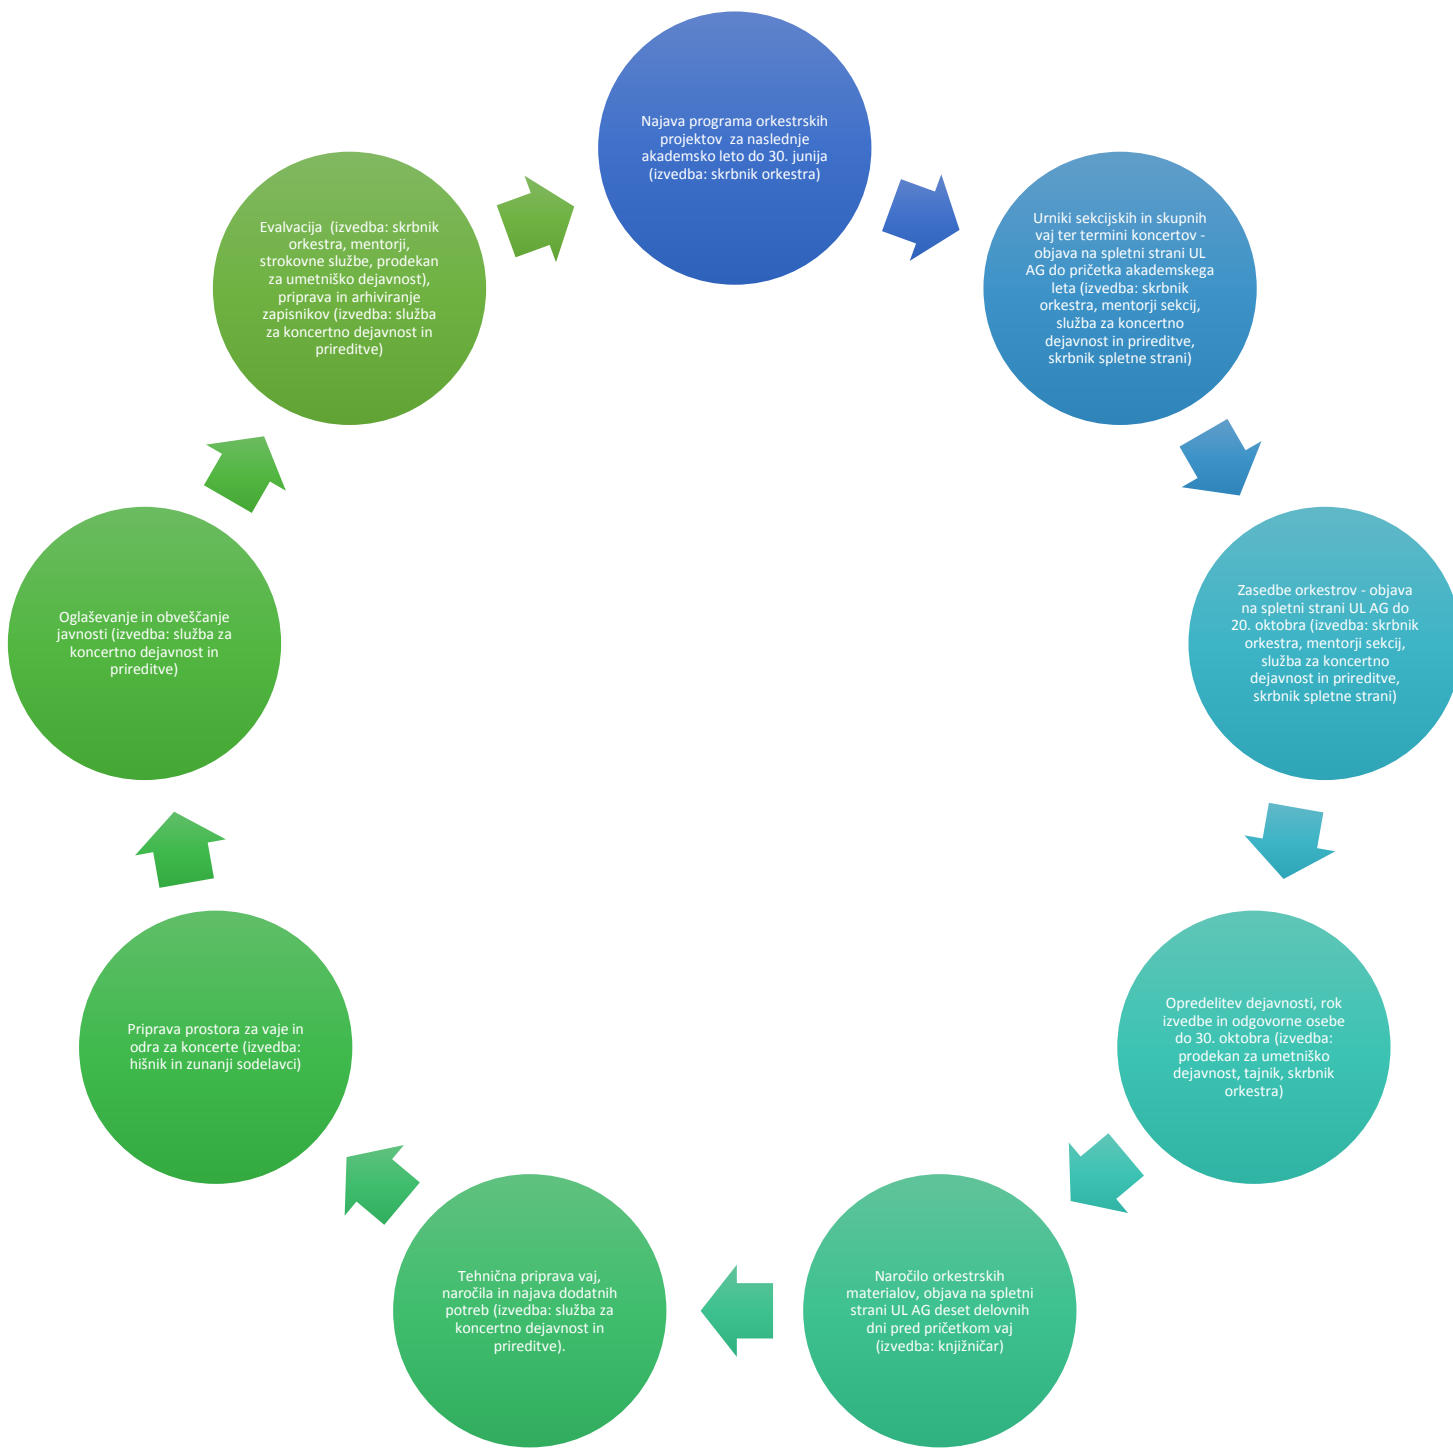 Najava programa orkestrskih
projektov za naslednje
akademsko leto do 30. junija
(izvedba: skrbnik orkestra)
Urniki sekcijskih in skupnih
vaj ter termini koncertov -
objava na spletni strani UL
AG do pričetka akademskega
leta (izvedba: skrbnik
orkestra, mentorji sekcij,
služba za koncertno
dejavnost in prireditve,
skrbnik spletne strani)
Zasedbe orkestrov - objava
na spletni strani UL AG do
20. oktobra (izvedba: skrbnik
orkestra, mentorji sekcij,
služba za koncertno
dejavnost in prireditve,
skrbnik spletne strani)
Opredelitev dejavnosti, rok
izvedbe in odgovorne osebe
do 30. oktobra (izvedba:
prodekan za umetniško
dejavnost, tajnik, skrbnik
orkestra)
Naročilo orkestrskih
materialov, objava na spletni
strani UL AG deset delovnih
dni pred pričetkom vaj
(izvedba: knjižničar)
Tehnična priprava vaj,
naročila in najava dodatnih
potreb (izvedba: služba za
koncertno dejavnost in
prireditve).
Priprava prostora za vaje in
odra za koncerte (izvedba:
hišnik in zunanji sodelavci)
Oglaševanje in obveščanje
javnosti (izvedba: služba za
koncertno dejavnost in
prireditve)
Evalvacija (izvedba: skrbnik
orkestra, mentorji,
strokovne službe, prodekan
za umetniško dejavnost),
priprava in arhiviranje
zapisnikov (izvedba: služba
za koncertno dejavnost in
prireditve)